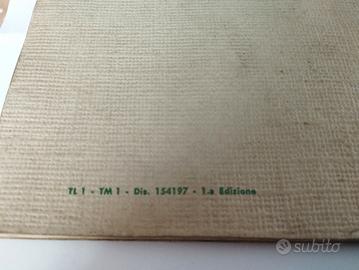 TL 1 - TM 1 - Dis. 154197 - 1.a Edizione
subito